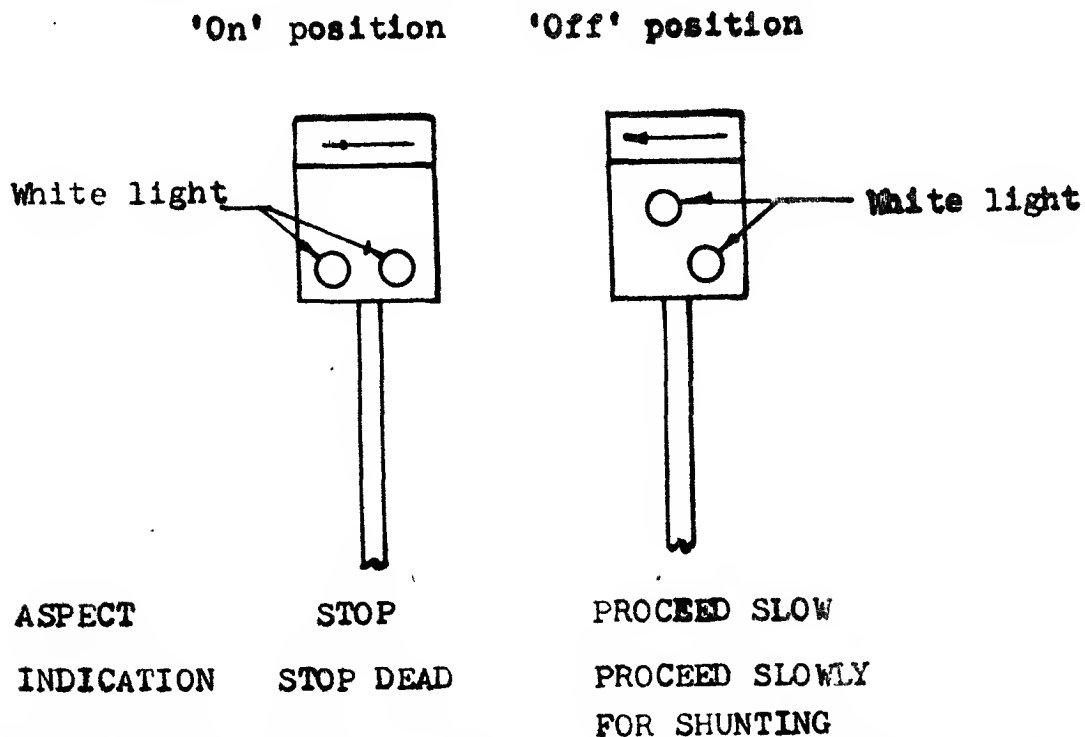 'On' position 'Off' position
White light White light
ASPECT STOP PROCEED SLOW
INDICATION STOP DEAD PROCEED SLOWLY
FOR SHUNTING